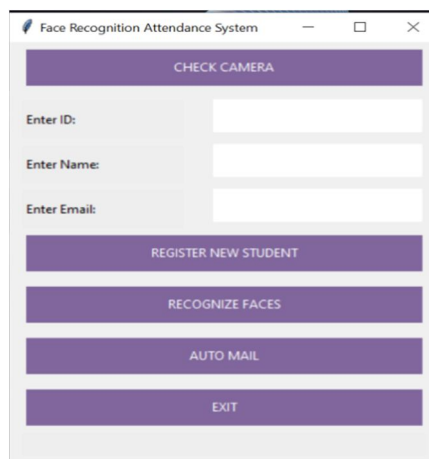 Face Recognition Attendance System
CHECK CAMERA
Enter ID:
Enter Name:
Enter Email:
REGISTER NEW STUDENT
RECOGNIZE FACES
AUTO MAIL
EXIT